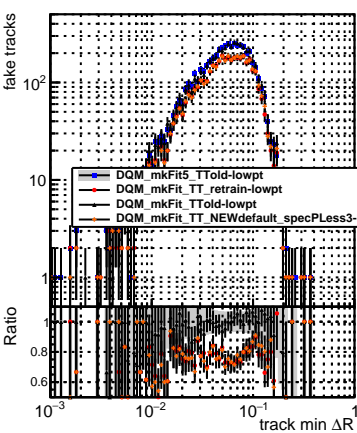 fake tracks
10²
10
1
DQM_mkFit5_TTold-lowpt
DQM_mkFit_TT_retrain-lowpt
DQM_mkFit_TTold-lowpt
DQM_mkFit_TT_NEWdefault_specPLess3-
Ratio
1
0.8
0.6
10⁻³ 10⁻² 10⁻¹ 1
track min ΔR